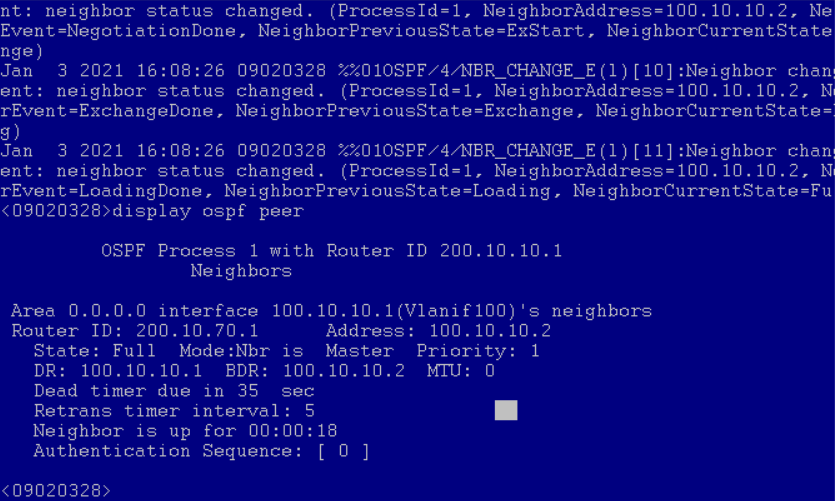 nt: neighbor status changed. (ProcessId=1, NeighborAddress=100.10.10.2, Ne
Event=NegotiationDone, NeighborPreviousState=ExStart, NeighborCurrentState
nge)
Jan  3 2021 16:08:26 09020328 %%01OSPF/4/NBR_CHANGE_E(l)[10]:Neighbor chan
ent: neighbor status changed. (ProcessId=1, NeighborAddress=100.10.10.2, N
rEvent=ExchangeDone, NeighborPreviousState=Exchange, NeighborCurrentState=
g)
Jan  3 2021 16:08:26 09020328 %%01OSPF/4/NBR_CHANGE_E(l)[11]:Neighbor chan
ent: neighbor status changed. (ProcessId=1, NeighborAddress=100.10.10.2, N
rEvent=LoadingDone, NeighborPreviousState=Loading, NeighborCurrentState=Fu
<09020328>display ospf peer
OSPF Process 1 with Router ID 200.10.10.1
Neighbors
Area 0.0.0.0 interface 100.10.10.1(Vlanif100)'s neighbors
Router ID: 200.10.70.1      Address: 100.10.10.2
State: Full  Mode:Nbr is  Master  Priority: 1
DR: 100.10.10.1  BDR: 100.10.10.2  MTU: 0
Dead timer due in 35  sec
Retrans timer interval: 5
Neighbor is up for 00:00:18
Authentication Sequence: [ 0 ]
<09020328>